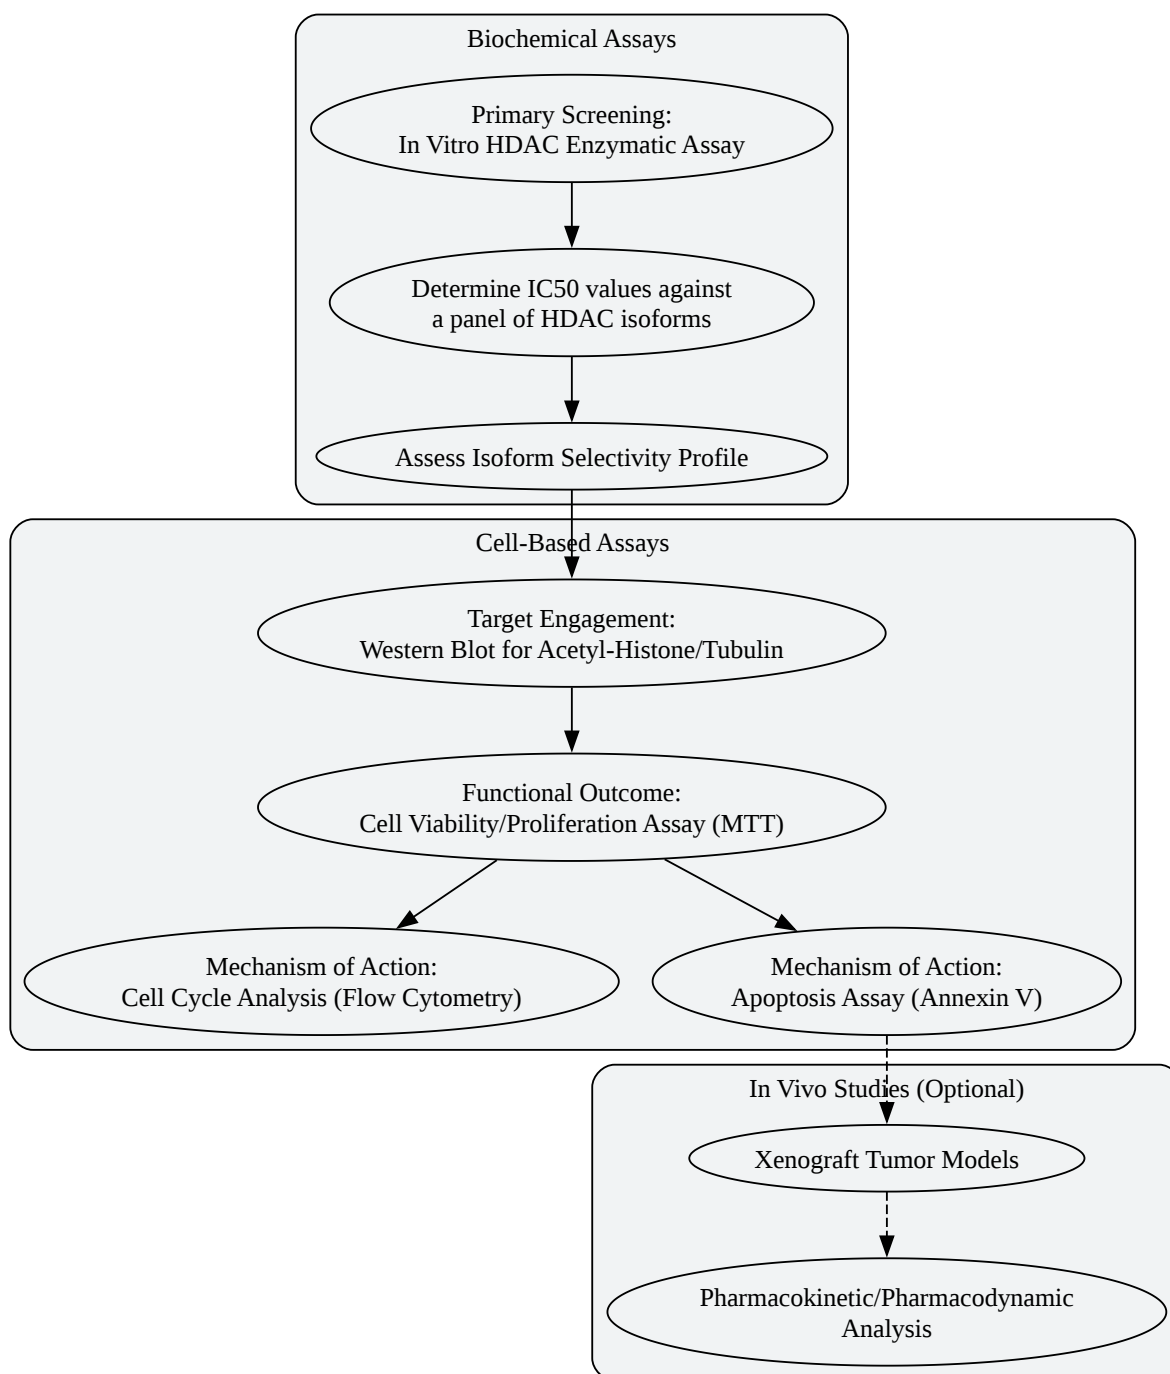 Biochemical Assays
Primary Screening:
In Vitro HDAC Enzymatic Assay
Determine IC50 values against
a panel of HDAC isoforms
Assess Isoform Selectivity Profile
Cell-Based Assays
Target Engagement:
Western Blot for Acetyl-Histone/Tubulin
Functional Outcome:
Cell Viability/Proliferation Assay (MTT)
Mechanism of Action:
Cell Cycle Analysis (Flow Cytometry)
Mechanism of Action:
Apoptosis Assay (Annexin V)
In Vivo Studies (Optional)
Xenograft Tumor Models
Pharmacokinetic/Pharmacodynamic
Analysis